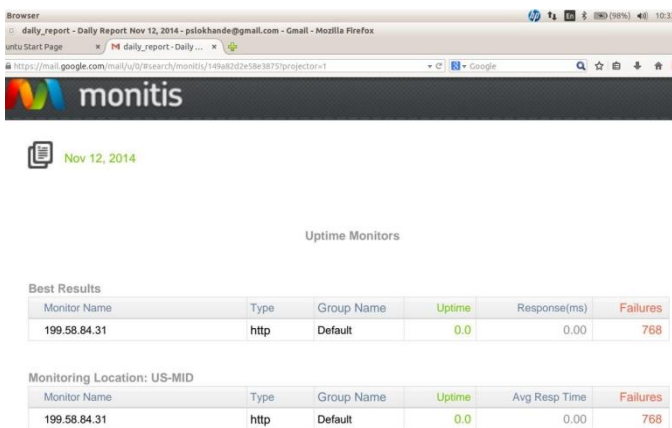 Browser
(98%) 10:3
daily_report - Daily Report Nov 12, 2014 - pslokhande@gmail.com - Gmail - Mozilla Firefox
untu Start Page
daily_report - Daily ...
https://mail.google.com/mail/u/0/#search/monitis/149a82d2e58e3875?projector=1
Google
monitis
Nov 12, 2014
Uptime Monitors
Best Results
Monitor Name Type Group Name Uptime Response(ms) Failures
199.58.84.31 http Default 0.0 0.00 768
Monitoring Location: US-MID
Monitor Name Type Group Name Uptime Avg Resp Time Failures
199.58.84.31 http Default 0.0 0.00 768